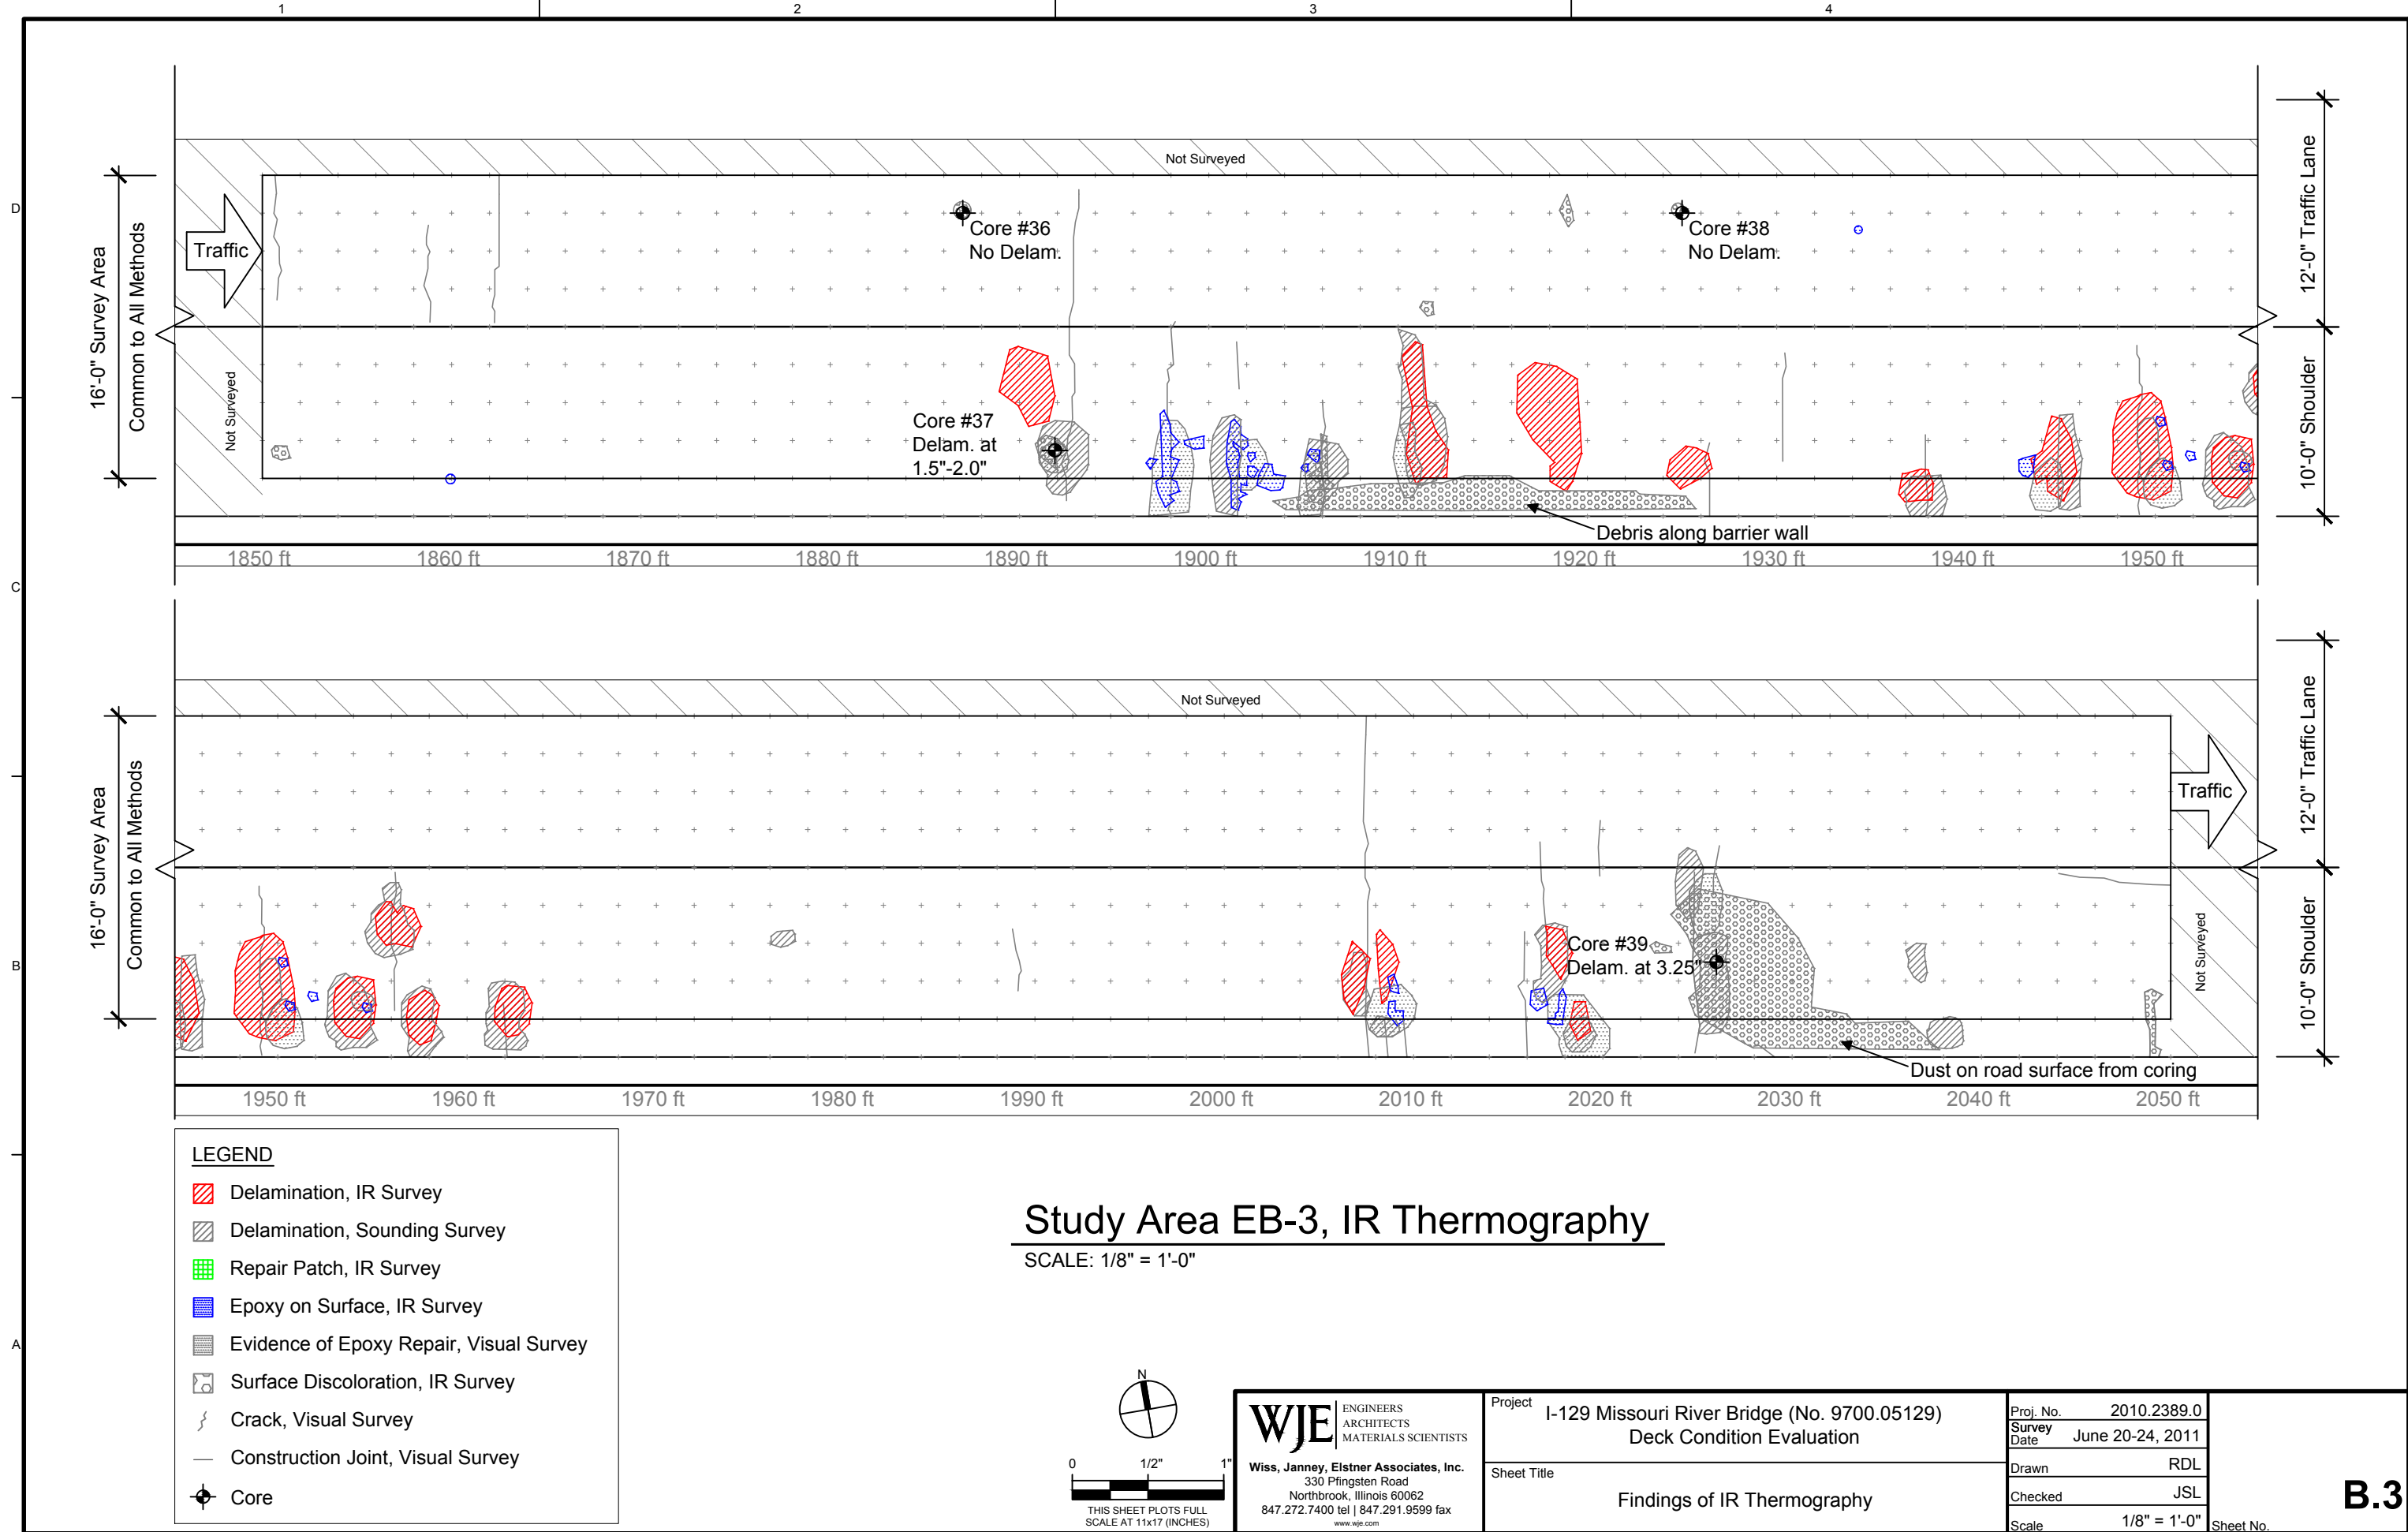 1 2 3 4
D
C
B
A
Not Surveyed
16'-0" Survey Area
Common to All Methods
Traffic
Not Surveyed
Core #36
No Delam.
Core #38
No Delam.
Core #37
Delam. at
1.5"-2.0"
Debris along barrier wall
12'-0" Traffic Lane
10'-0" Shoulder
1850 ft 1860 ft 1870 ft 1880 ft 1890 ft 1900 ft 1910 ft 1920 ft 1930 ft 1940 ft 1950 ft
Not Surveyed
16'-0" Survey Area
Common to All Methods
Traffic
Not Surveyed
Core #39
Delam. at 3.25"
Dust on road surface from coring
12'-0" Traffic Lane
10'-0" Shoulder
1950 ft 1960 ft 1970 ft 1980 ft 1990 ft 2000 ft 2010 ft 2020 ft 2030 ft 2040 ft 2050 ft
LEGEND
Delamination, IR Survey
Delamination, Sounding Survey
Repair Patch, IR Survey
Epoxy on Surface, IR Survey
Evidence of Epoxy Repair, Visual Survey
Surface Discoloration, IR Survey
Crack, Visual Survey
Construction Joint, Visual Survey
Core
Study Area EB-3, IR Thermography
SCALE: 1/8" = 1'-0"
N
0 1/2" 1"
THIS SHEET PLOTS FULL
SCALE AT 11x17 (INCHES)
WJE
ENGINEERS
ARCHITECTS
MATERIALS SCIENTISTS
Wiss, Janney, Elstner Associates, Inc.
330 Pfingsten Road
Northbrook, Illinois 60062
847.272.7400 tel | 847.291.9599 fax
www.wje.com
Project
I-129 Missouri River Bridge (No. 9700.05129)
Deck Condition Evaluation
Sheet Title
Findings of IR Thermography
Proj. No. 2010.2389.0
Survey Date June 20-24, 2011
Drawn RDL
Checked JSL
Scale 1/8" = 1'-0"
Sheet No.
B.3